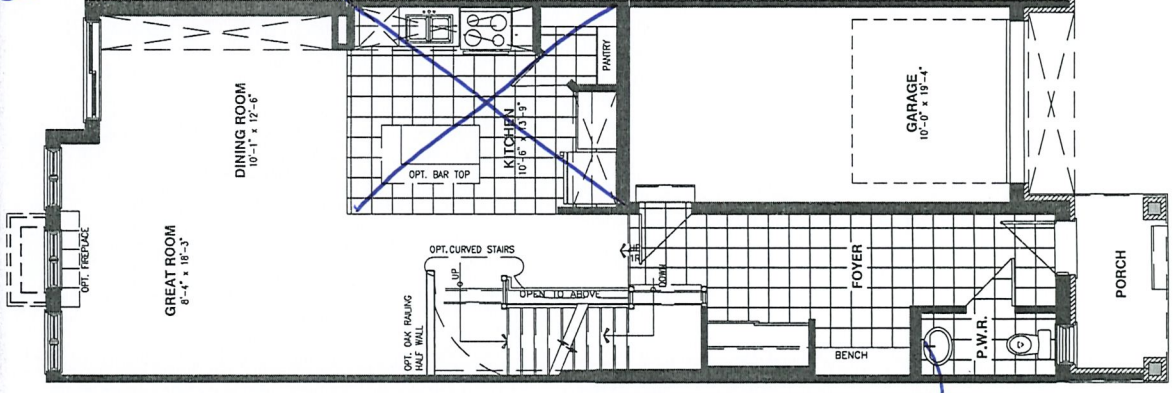 DINING ROOM
10'-1" x 12'-6"
GREAT ROOM
8'-4" x 18'-3"
OPT. FIREPLACE
KITCHEN
10'-6" x 13'-9"
OPT. BAR TOP
PANTRY
GARAGE
10'-0" x 19'-4"
OPT. CURVED STAIRS
UP
OPEN TO ABOVE
DOWN
OPT. OAK RAILING
HALF WALL
FOYER
BENCH
P.W.R.
PORCH